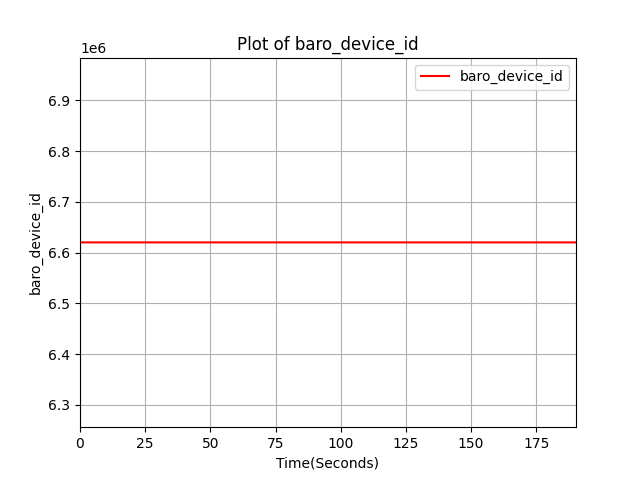 Plot of baro_device_id
1e6
baro_device_id
6.9
6.8
6.7
6.6
6.5
6.4
6.3
baro_device_id
0 25 50 75 100 125 150 175
Time(Seconds)